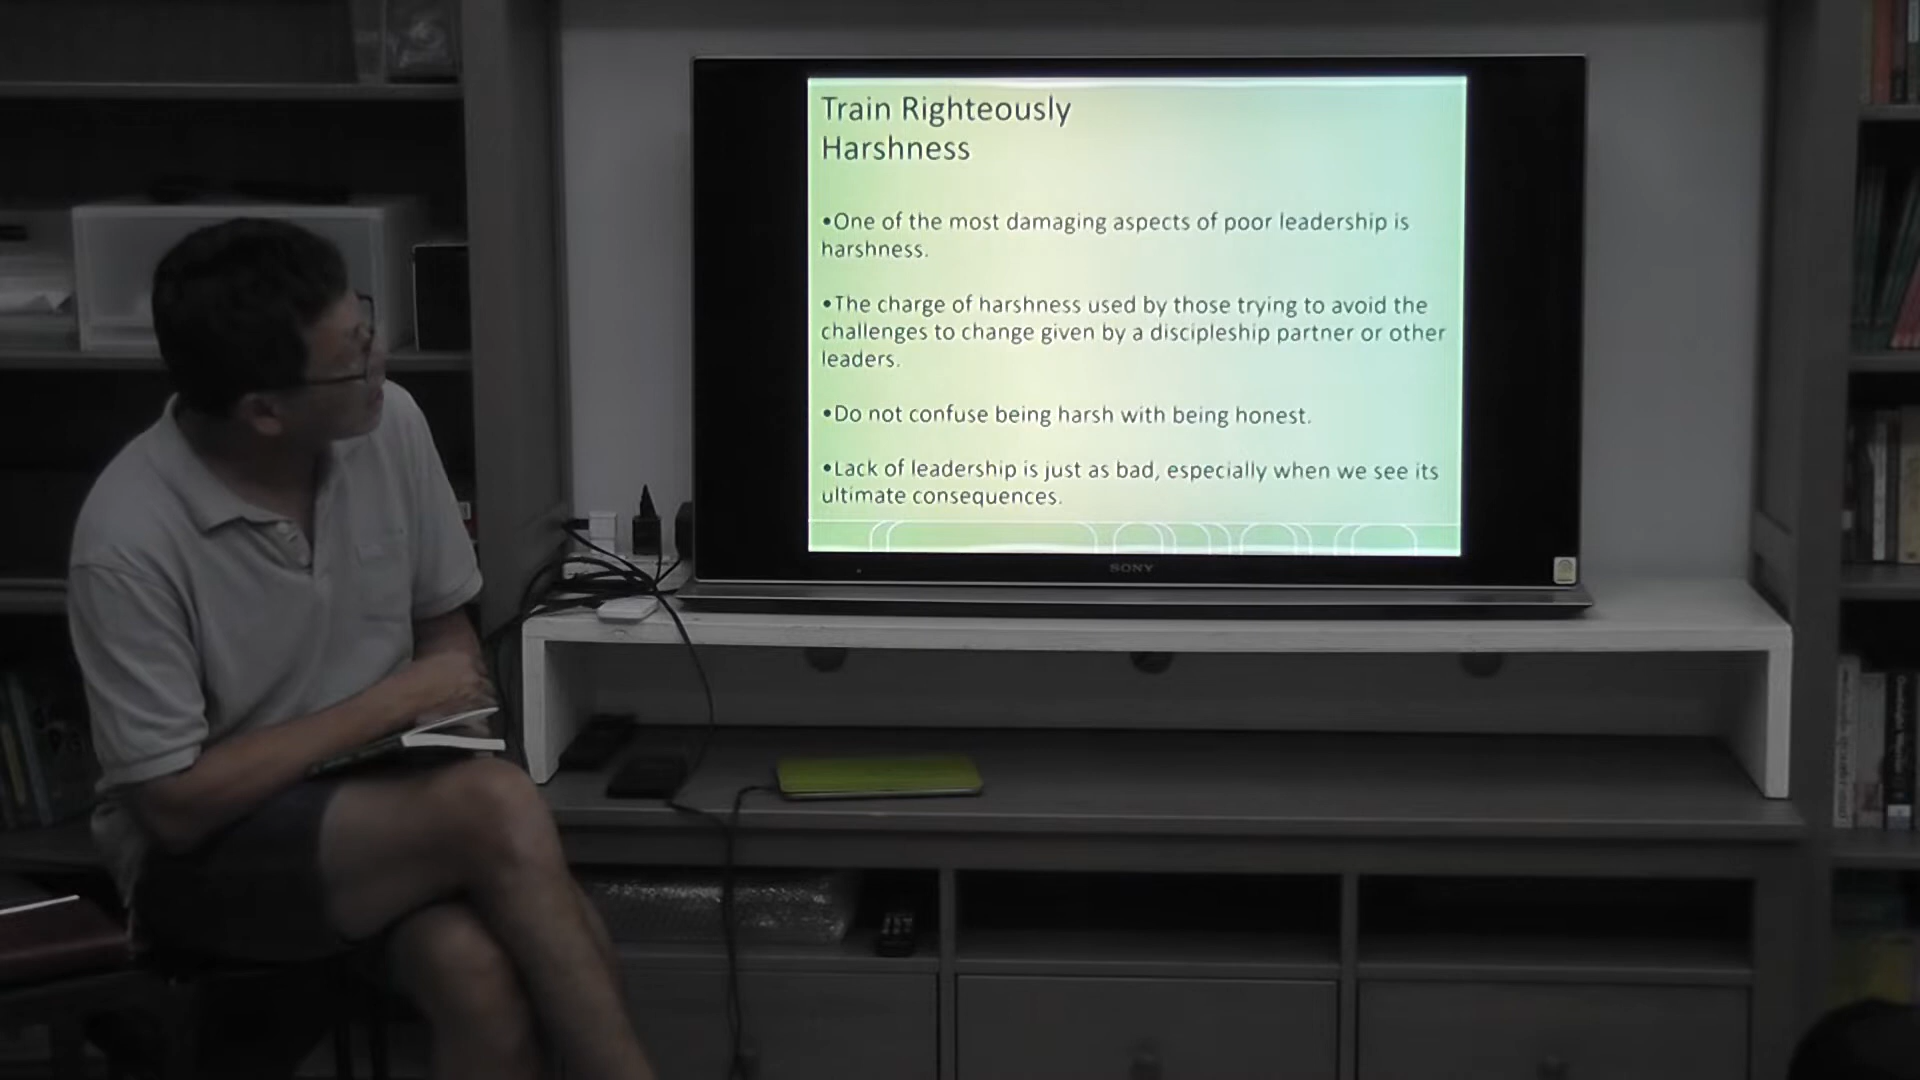 Train Righteously
Harshness
•One of the most damaging aspects of poor leadership is
harshness.
•The charge of harshness used by those trying to avoid the
challenges to change given by a discipleship partner or other
leaders.
•Do not confuse being harsh with being honest.
•Lack of leadership is just as bad, especially when we see its
ultimate consequences.
SONY